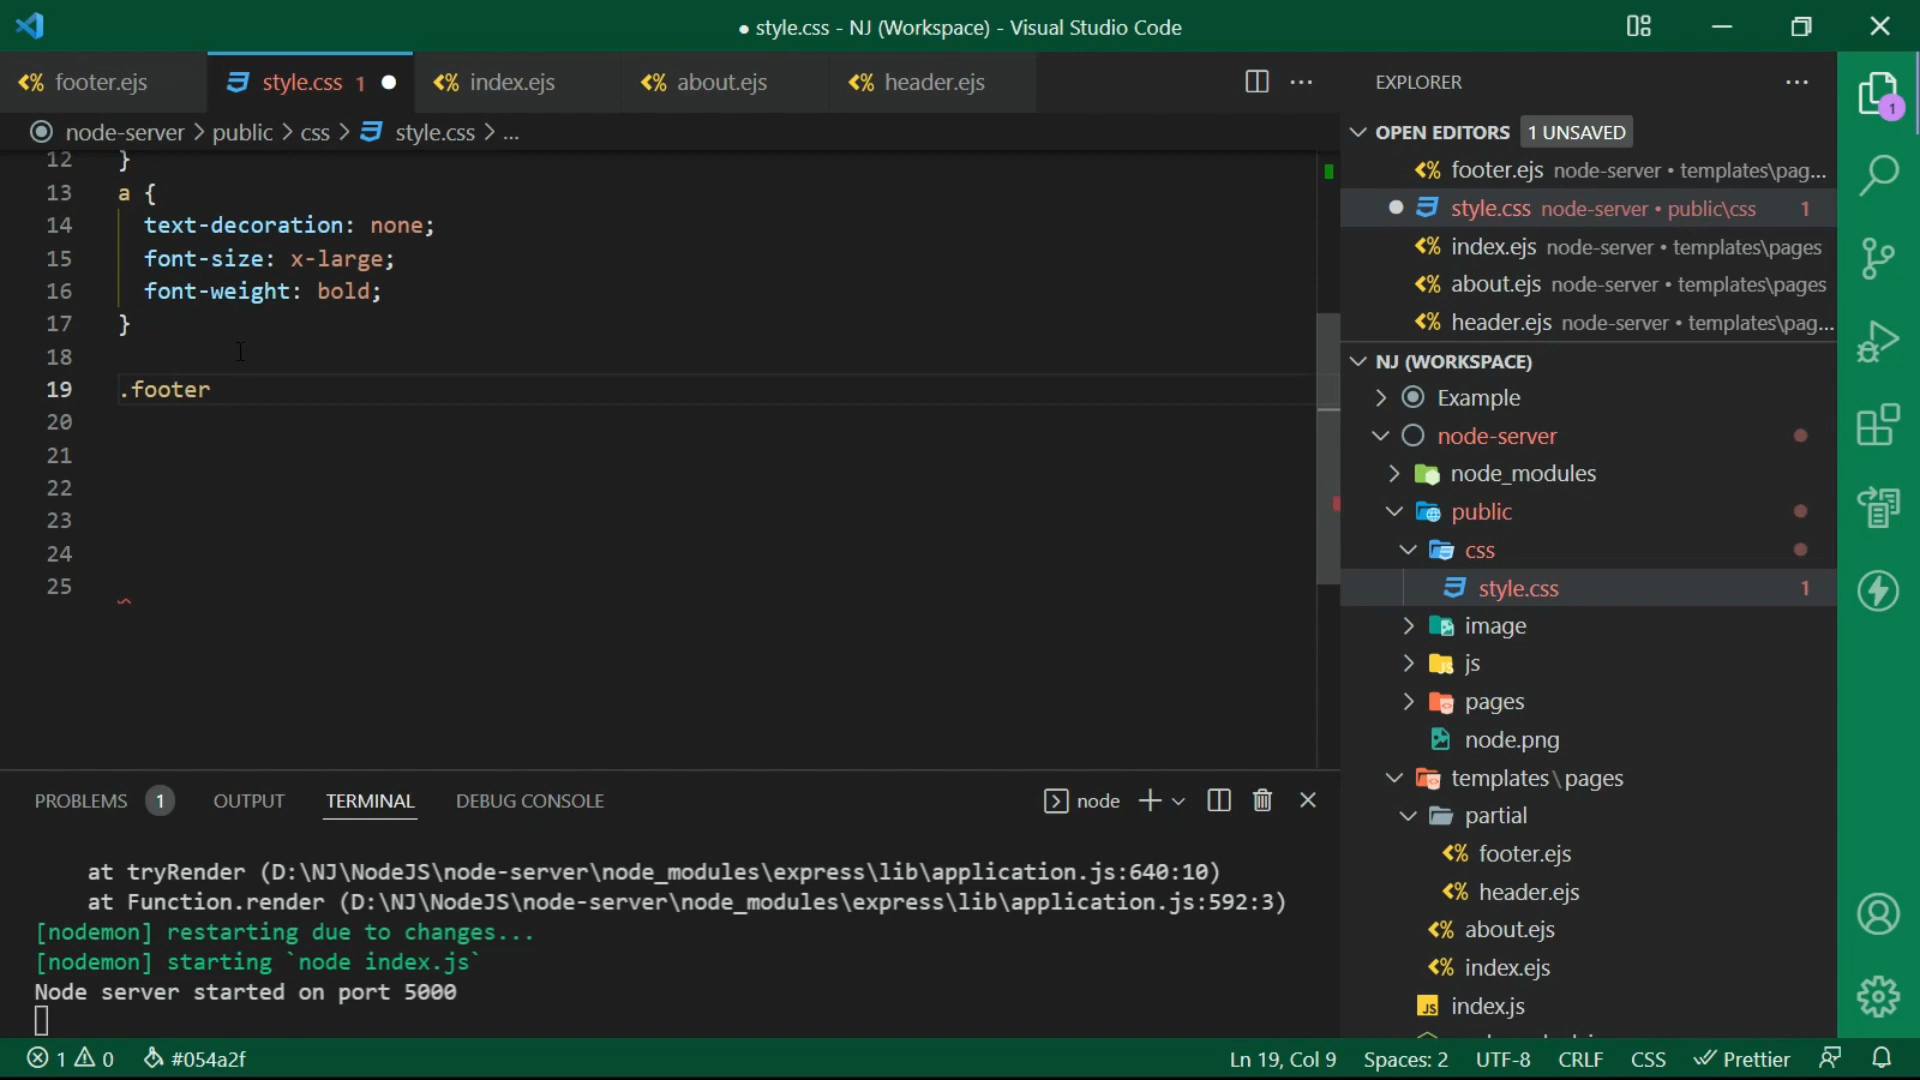 ● style.css - NJ (Workspace) - Visual Studio Code
footer.ejs
style.css 1 ●
index.ejs
about.ejs
header.ejs
node-server > public > css > style.css > ...
12 }
13 a {
14 text-decoration: none;
15 font-size: x-large;
16 font-weight: bold;
17 }
18
19 .footer
20
21
22
23
24
25
PROBLEMS 1 OUTPUT TERMINAL DEBUG CONSOLE
node
at tryRender (D:\NJ\NodeJS\node-server\node_modules\express\lib\application.js:640:10)
at Function.render (D:\NJ\NodeJS\node-server\node_modules\express\lib\application.js:592:3)
[nodemon] restarting due to changes...
[nodemon] starting `node index.js`
Node server started on port 5000
EXPLORER
OPEN EDITORS 1 UNSAVED
footer.ejs node-server • templates\pag...
style.css node-server • public\css 1
index.ejs node-server • templates\pages
about.ejs node-server • templates\pages
header.ejs node-server • templates\pag...
NJ (WORKSPACE)
Example
node-server
node_modules
public
css
style.css 1
image
js
pages
node.png
templates\pages
partial
footer.ejs
header.ejs
about.ejs
index.ejs
JS index.js
1
1 0 #054a2f
Ln 19, Col 9 Spaces: 2 UTF-8 CRLF CSS Prettier